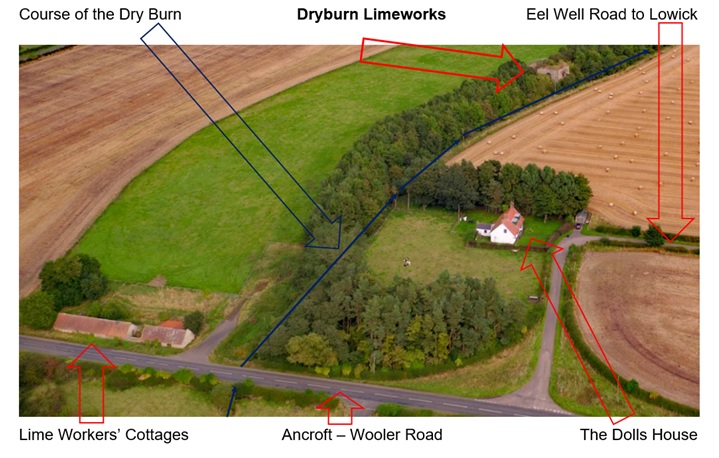 Course of the Dry Burn
Dryburn Limeworks
Eel Well Road to Lowick
Lime Workers’ Cottages
Ancroft – Wooler Road
The Dolls House